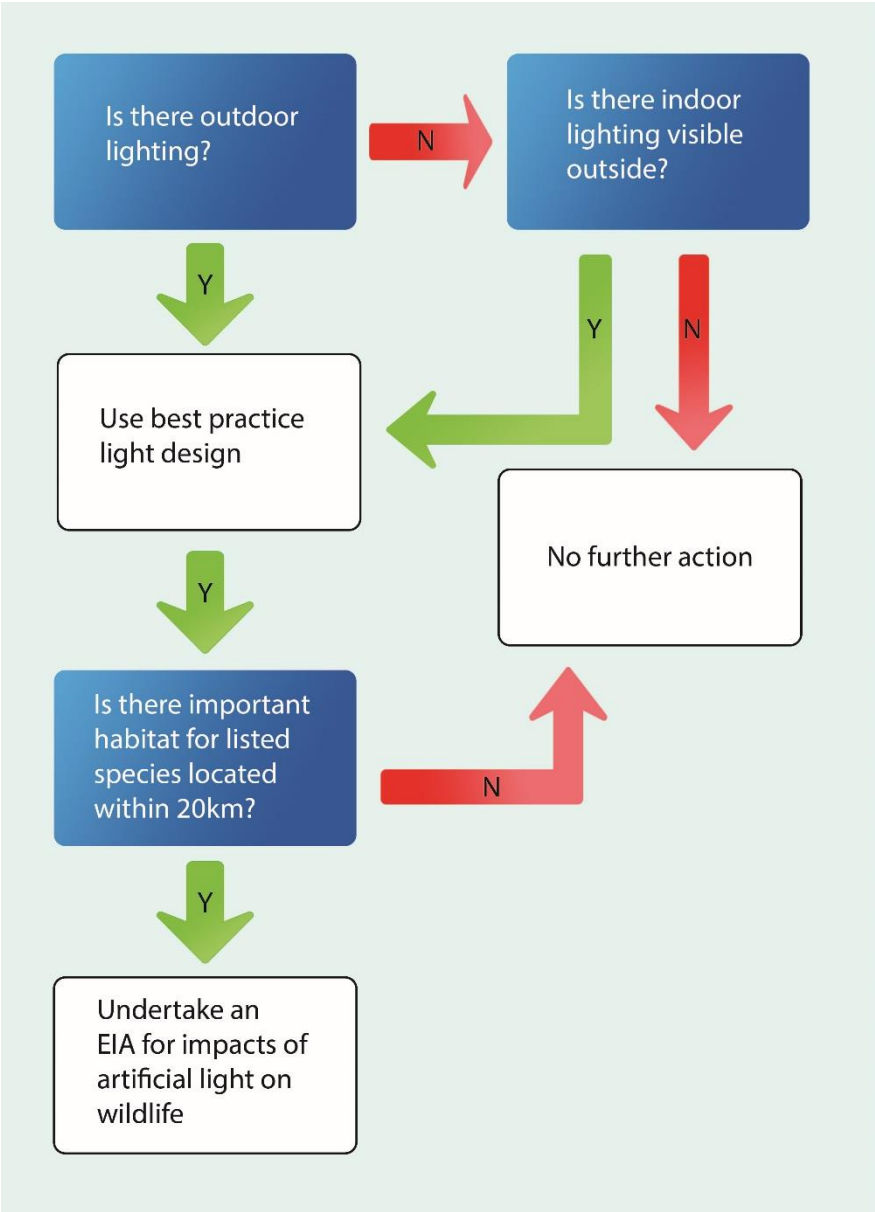 Is there outdoor
lighting?
N
Is there indoor
lighting visible
outside?
Y
Y
N
Use best practice
light design
No further action
Y
Is there important
habitat for listed
species located
within 20km?
N
Y
Undertake an
EIA for impacts of
artificial light on
wildlife